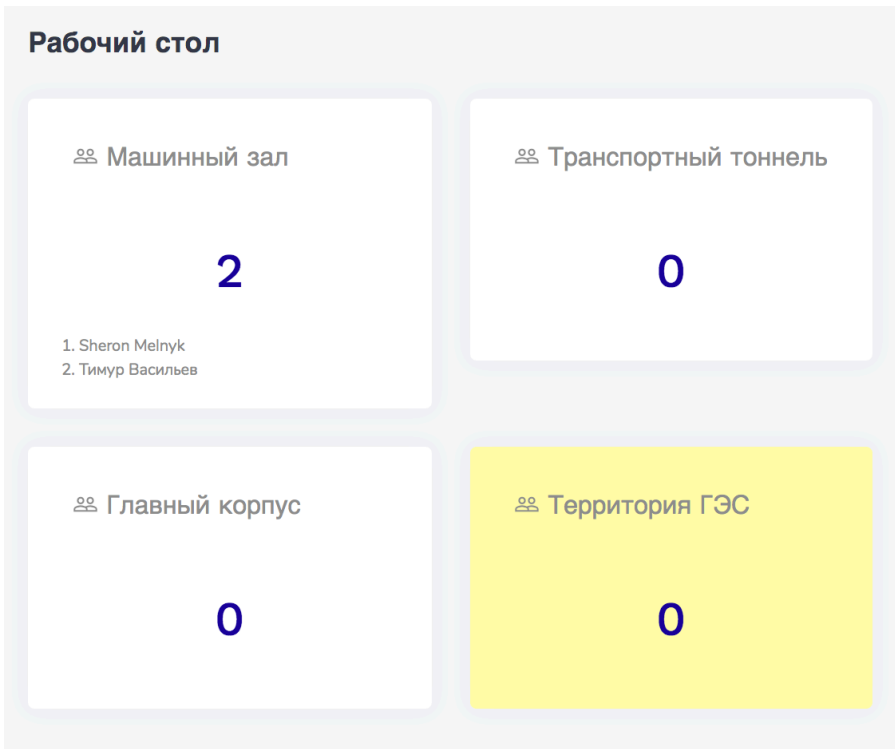 Рабочий стол
Машинный зал
2
1. Sheron Melnyk
2. Тимур Васильев
Транспортный тоннель
0
Главный корпус
0
Территория ГЭС
0